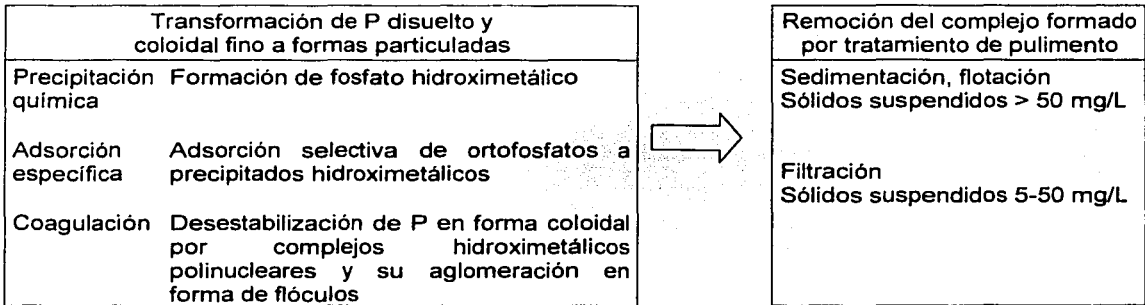 Transformación de P disuelto y
coloidal fino a formas particuladas
Precipitación Formación de fosfato hidroximetálico
química
Adsorción Adsorción selectiva de ortofosfatos a
específica precipitados hidroximetálicos
Coagulación Desestabilización de P en forma coloidal
por complejos hidroximetálicos
polinucleares y su aglomeración en
forma de flóculos
Remoción del complejo formado
por tratamiento de pulimento
Sedimentación, flotación
Sólidos suspendidos > 50 mg/L
Filtración
Sólidos suspendidos 5-50 mg/L